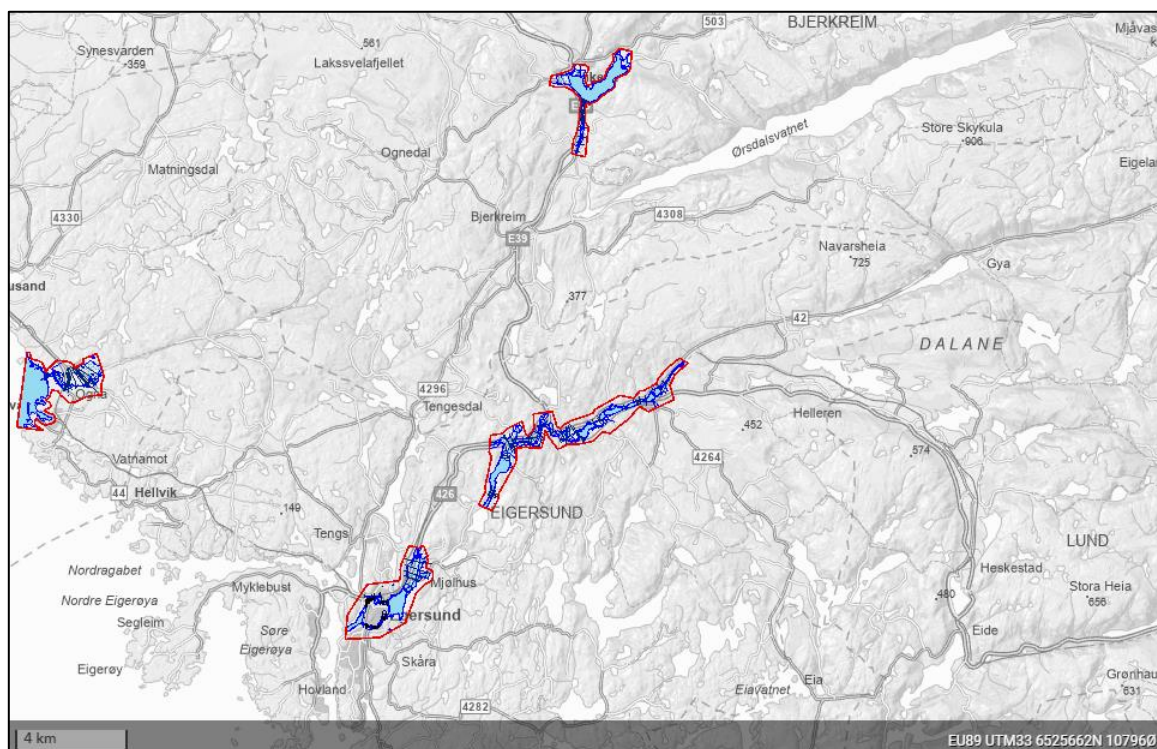 503
BJERKREIM
Mjåvas
Synesvarden
359
561
Lakssvelafjellet
Ørsdalsvatnet
Store Skykula
906
Ognedal
Matningsdal
Eigela
4330
Bjerkreim
4308
E39
Navarsheia
725
Gya
usand
377
42
DALANE
Ogna
4296
Tengesdal
Helleren
452
574
4264
Vatnamot
44
Hellvik
426
149
EIGERSUND
Tengs
LUND
Nordragabet
Heskestad
Myklebust
Mjølhus
Stora Heia
656
Nordre Eigerøya
480
Segleim
ersund
Søre
Eigerøya
Eide
Eigerøy
Skåra
Grønha
631
Hovland
Eiavatnet
Eia
4282
4 km
EU89 UTM33 6525662N 10796Ø